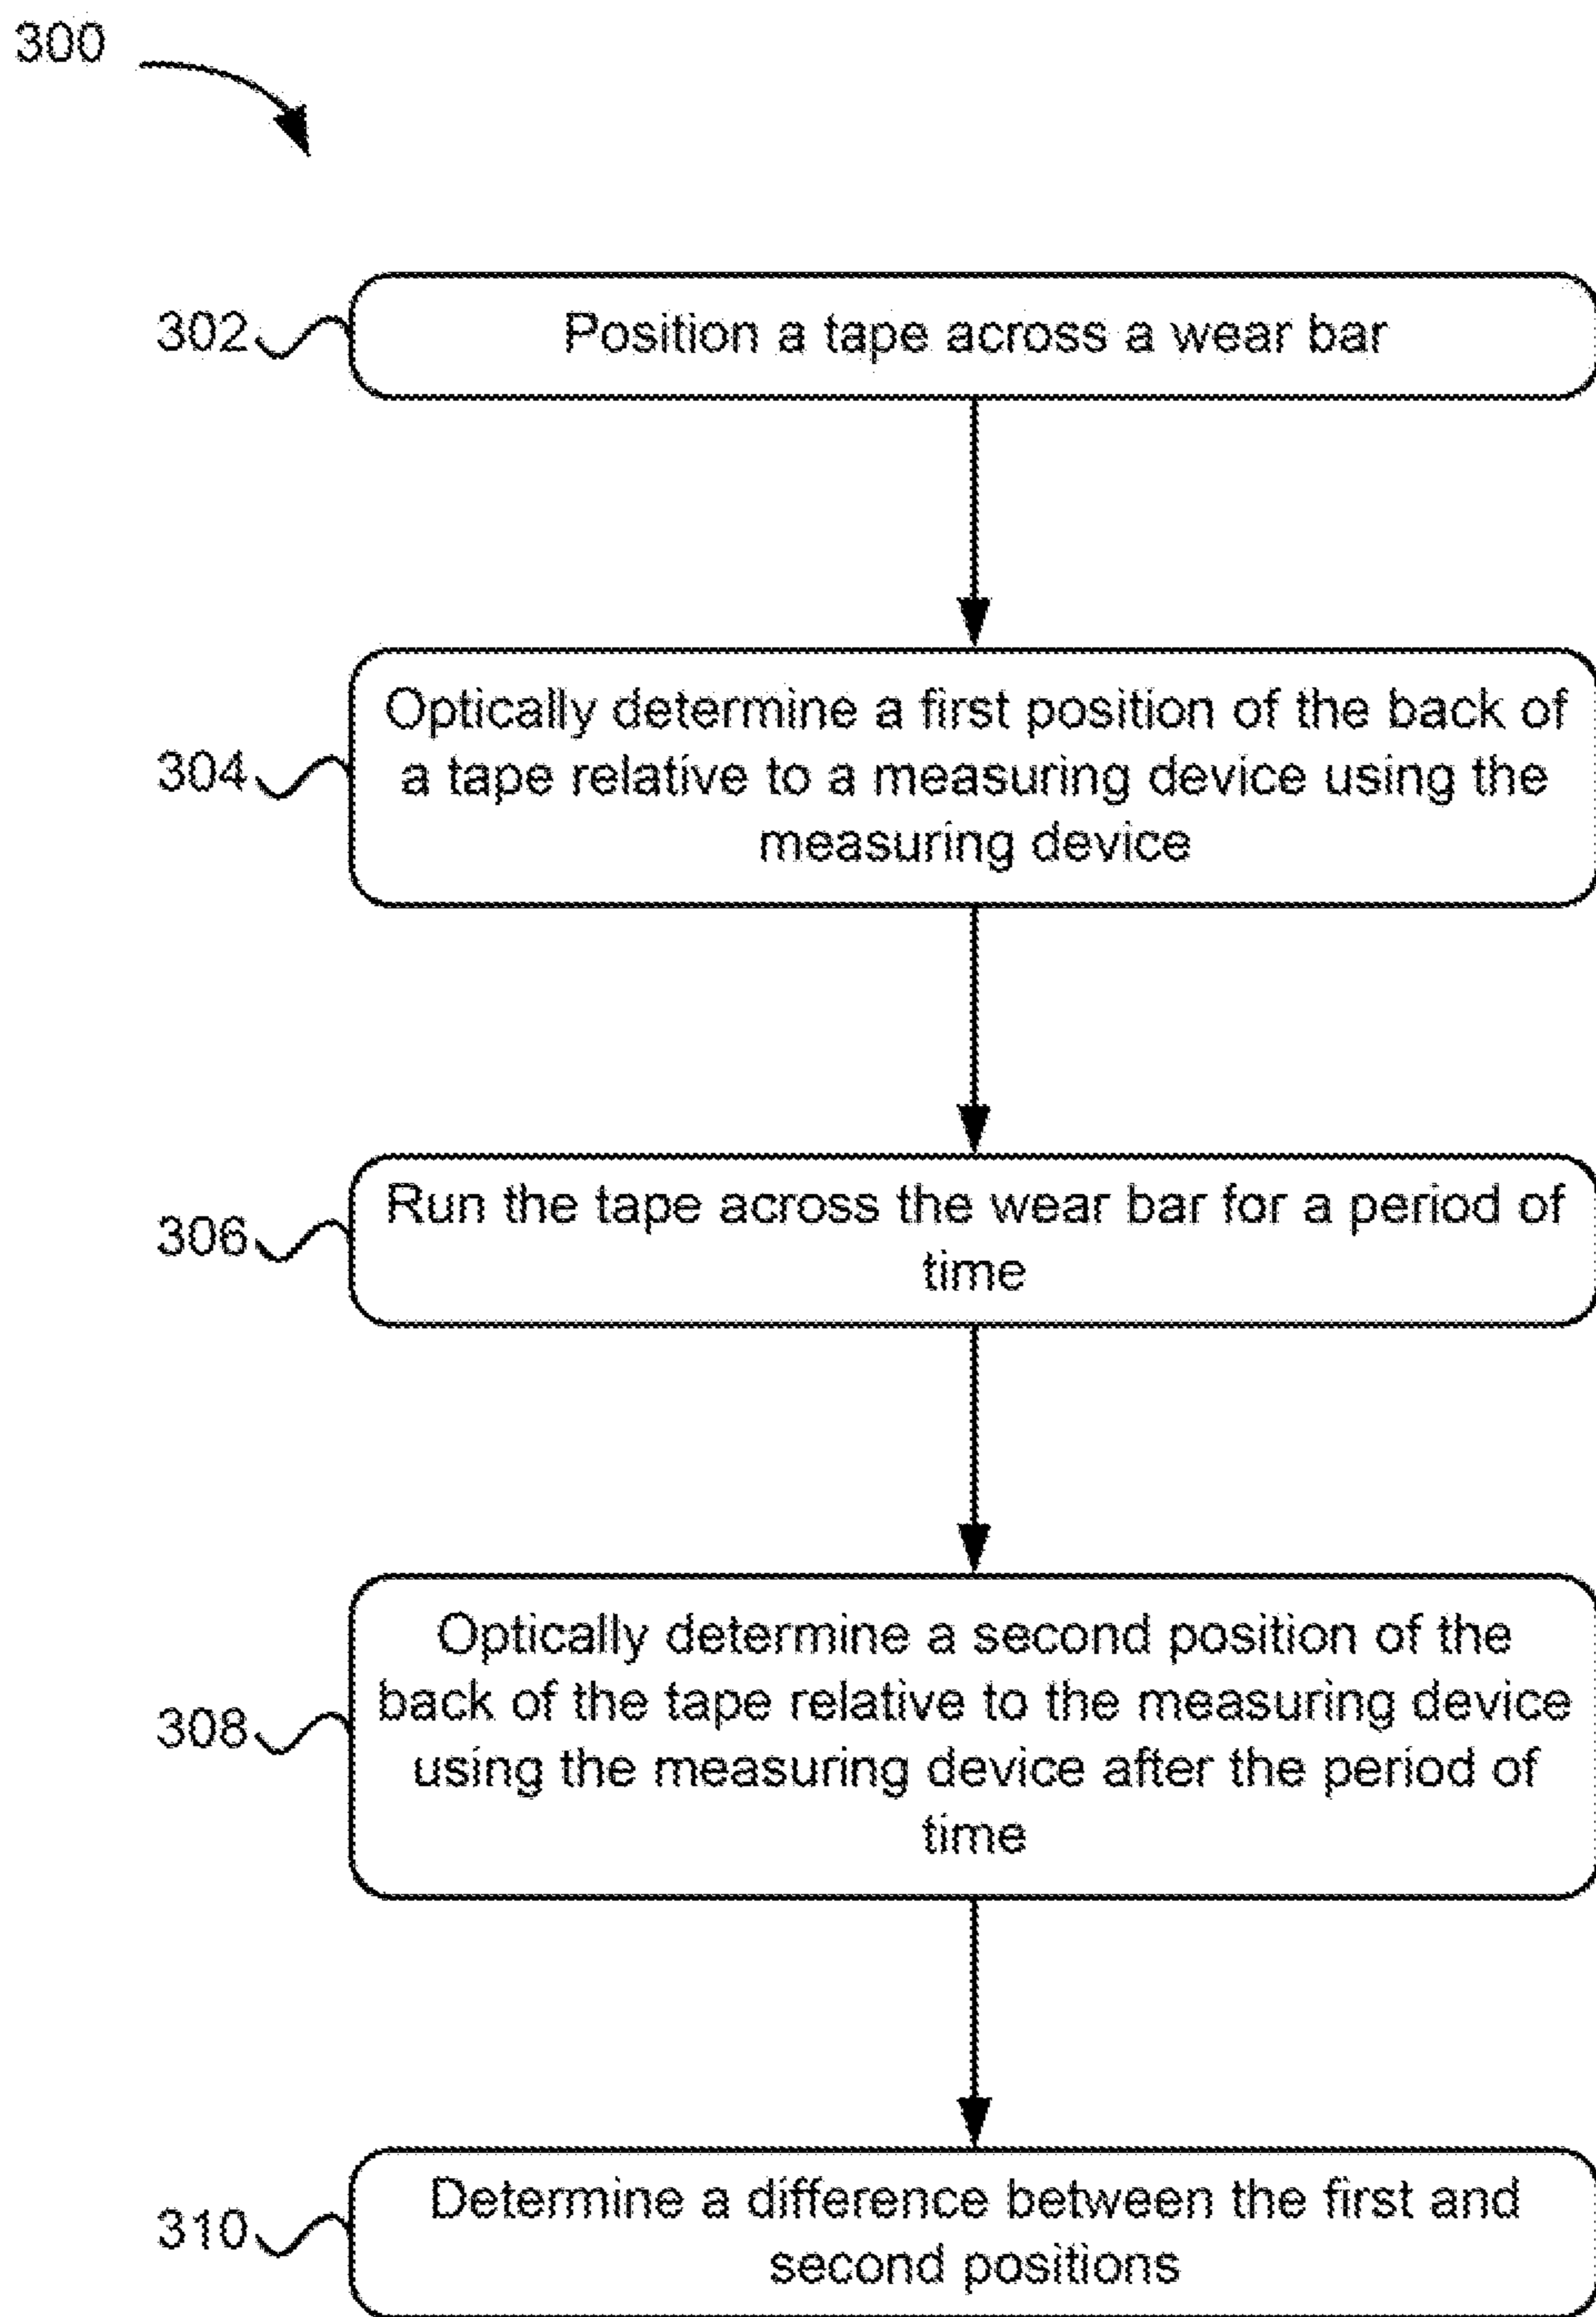 300
302
Position a tape across a wear bar
304
Optically determine a first position of the back of
a tape relative to a measuring device using the
measuring device
306
Run the tape across the wear bar for a period of
time
308
Optically determine a second position of the
back of the tape relative to the measuring device
using the measuring device after the period of
time
310
Determine a difference between the first and
second positions